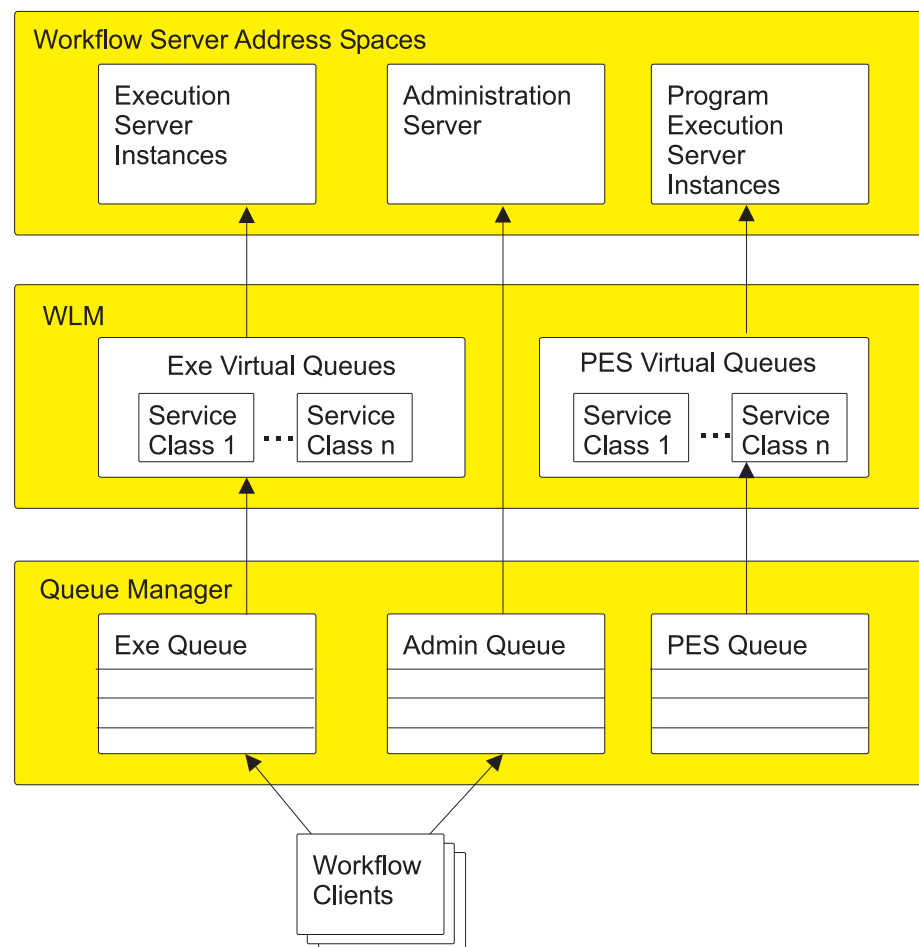 Workflow Server Address Spaces
Execution
Server
Instances
Administration
Server
Program
Execution
Server
Instances
WLM
Exe Virtual Queues
Service
Class 1
...
Service
Class n
PES Virtual Queues
Service
Class 1
...
Service
Class n
Queue Manager
Exe Queue
Admin Queue
PES Queue
Workflow
Clients